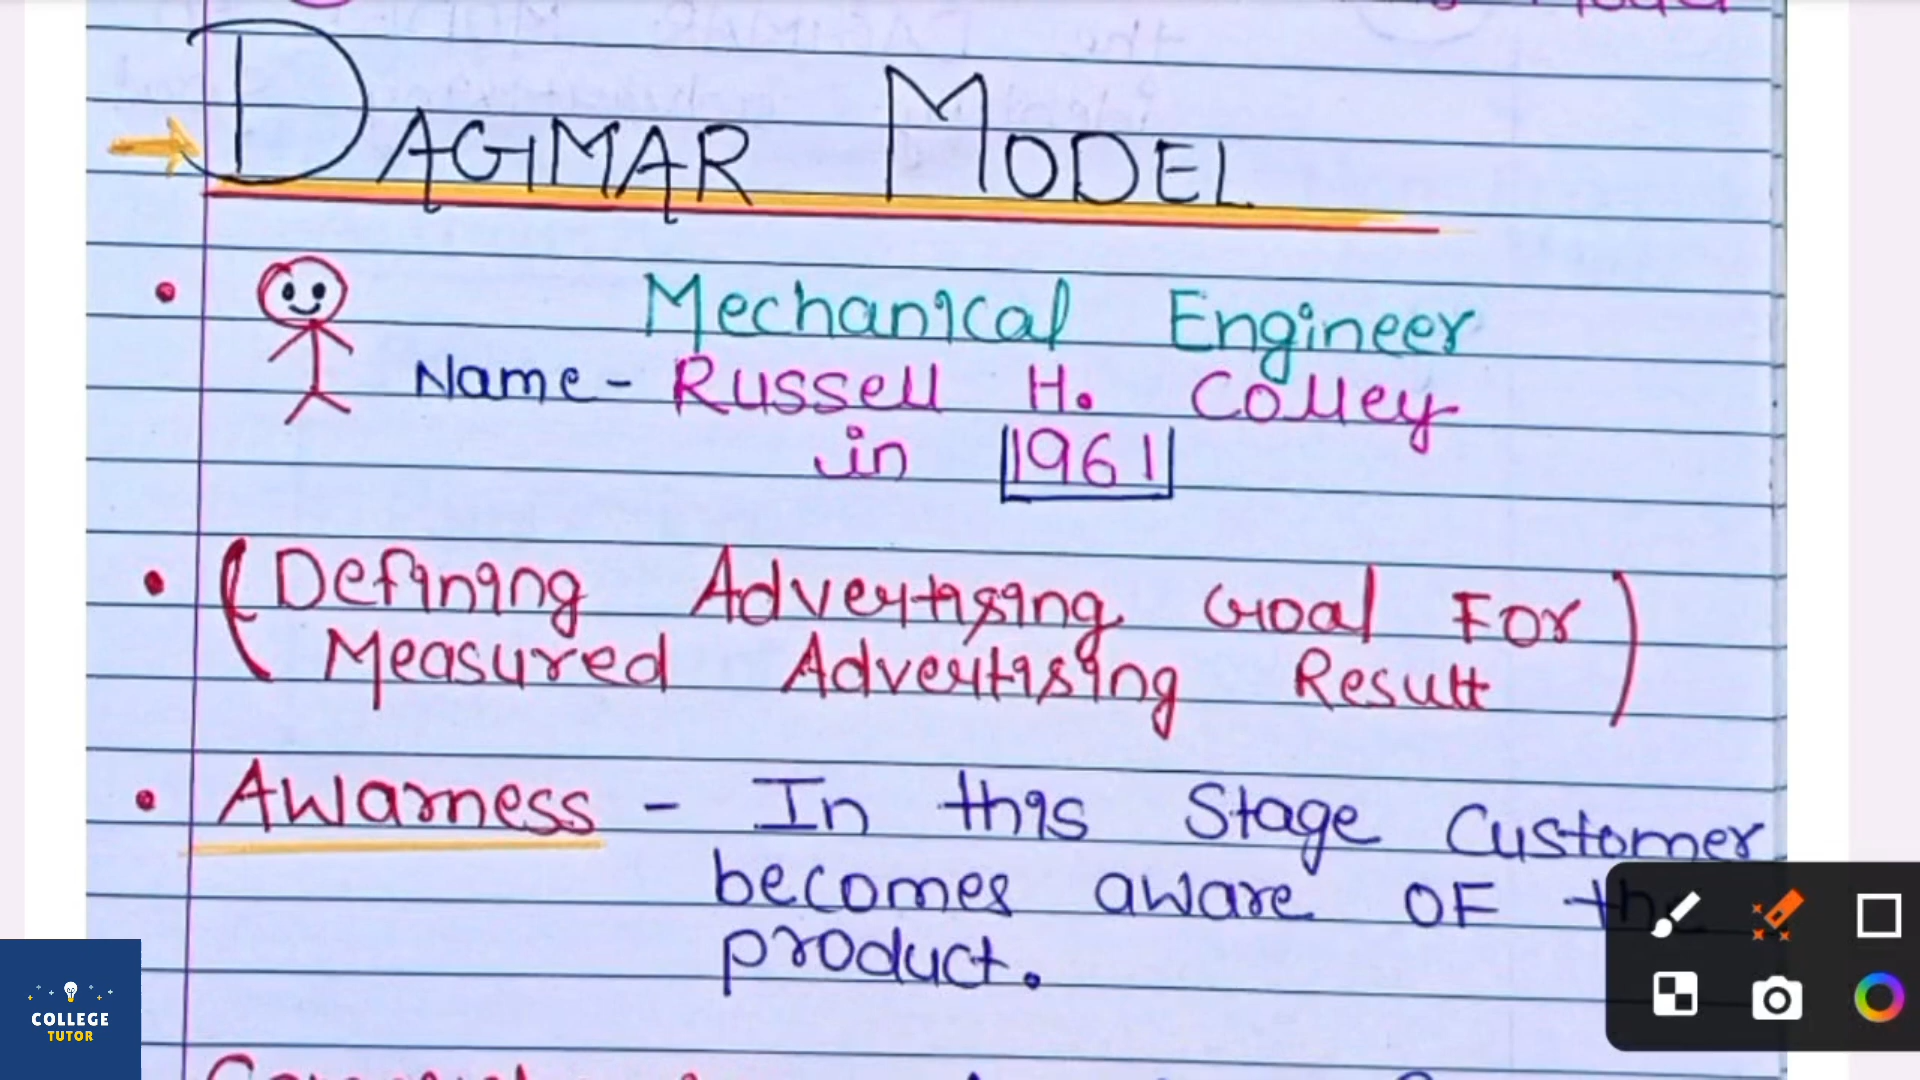 DAGMAR MODEL
Mechanical Engineer
Name - Russell H. Colley
in 1961
(Defining Advertising Goal For
Measured Advertising Result)
Awarness - In this Stage Customer
becomes aware OF the
product.
COLLEGE
TUTOR